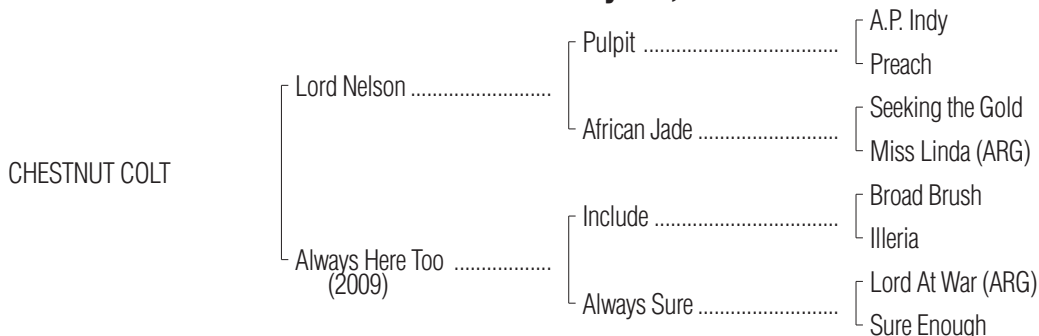 A.P. Indy
Pulpit ......................................
Preach
Lord Nelson ..........................
Seeking the Gold
African Jade ............................
Miss Linda (ARG)
CHESTNUT COLT
Broad Brush
Include .....................................
Illeria
Always Here Too ..................
(2009)
Lord At War (ARG)
Always Sure ............................
Sure Enough